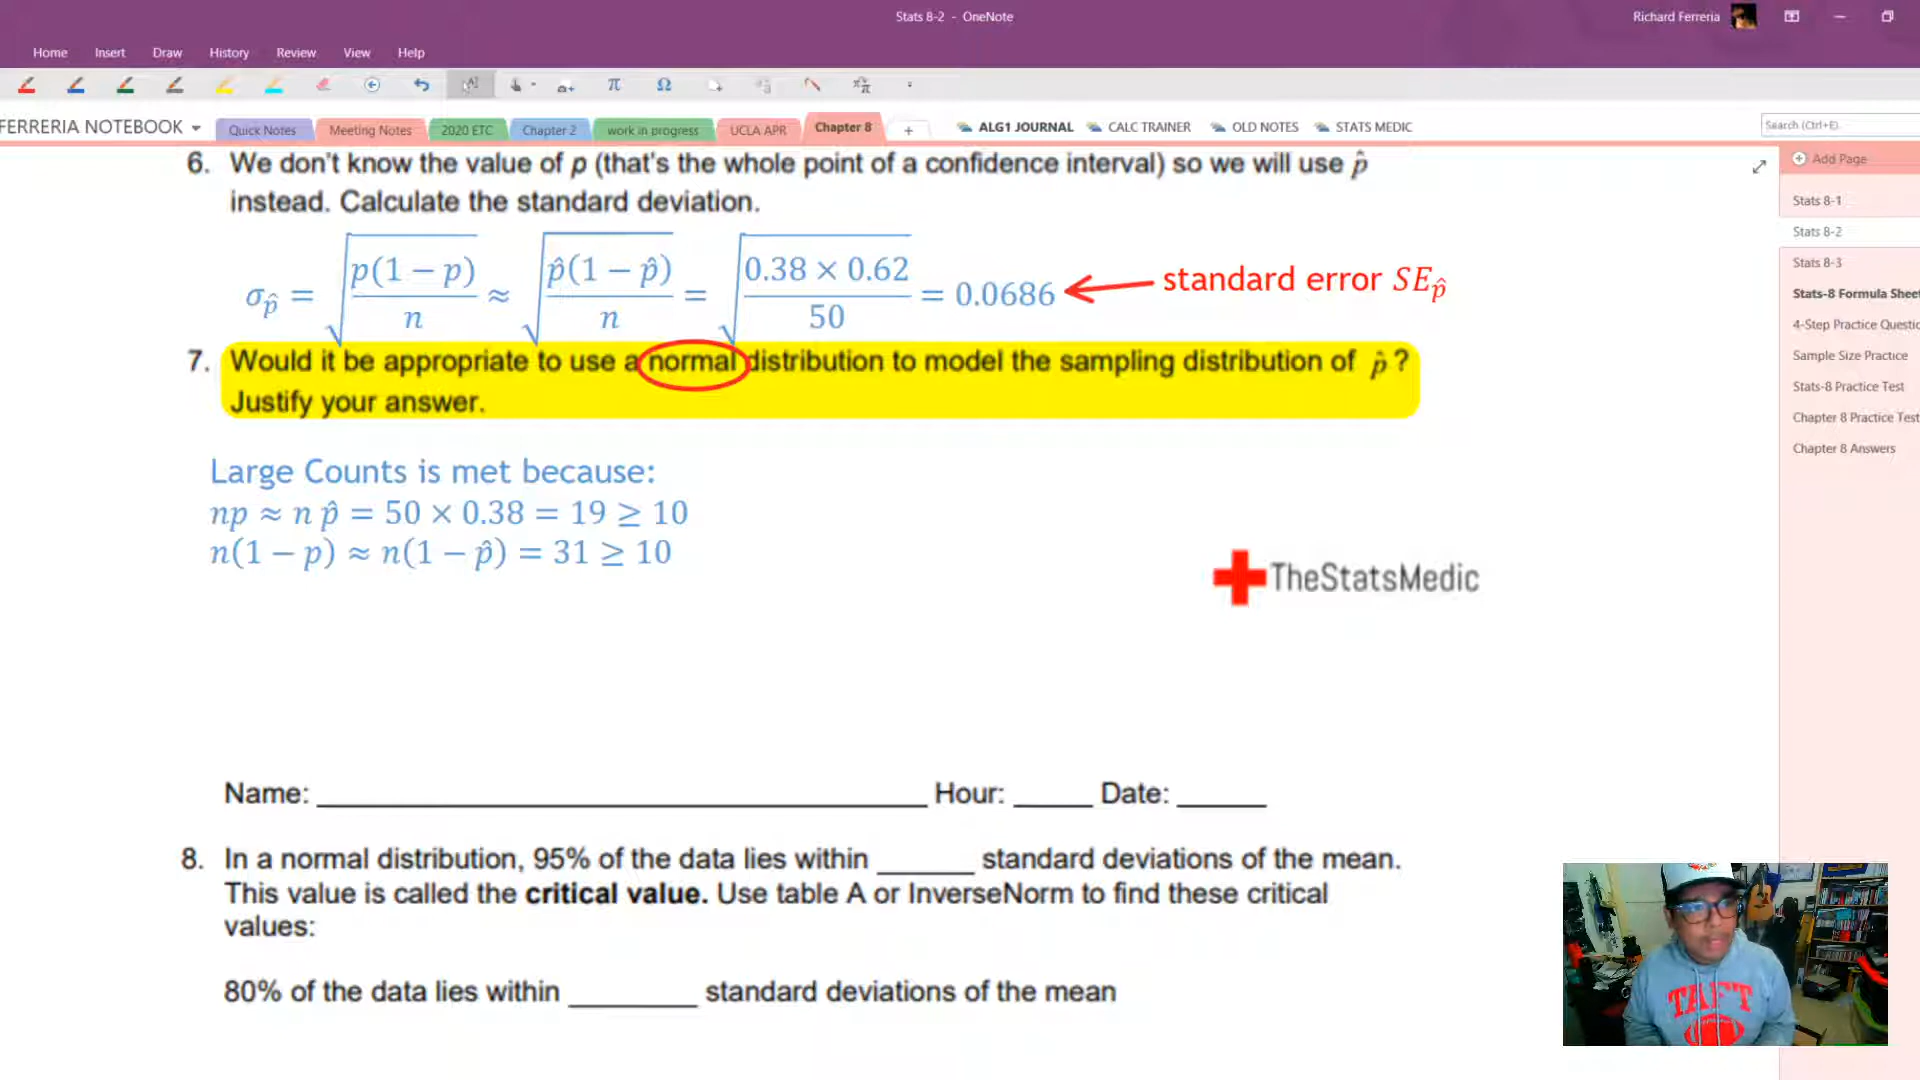 Stats 8-2 - OneNote
Richard Ferreria
Home Insert Draw History Review View Help
FERRERIA NOTEBOOK
Quick Notes
Meeting Notes
2020 ETC
Chapter 2
work in progress
UCLA APR
Chapter 8
+
ALG1 JOURNAL
CALC TRAINER
OLD NOTES
STATS MEDIC
Search (Ctrl+E)
6. We don't know the value of p (that's the whole point of a confidence interval) so we will use p̂
instead. Calculate the standard deviation.
σ_p̂ = √(p(1 − p)/n) ≈ √(p̂(1 − p̂)/n) = √(0.38 × 0.62/50) = 0.0686
standard error SE_p̂
7. Would it be appropriate to use a normal distribution to model the sampling distribution of p̂ ?
Justify your answer.
Large Counts is met because:
np ≈ n p̂ = 50 × 0.38 = 19 ≥ 10
n(1 − p) ≈ n(1 − p̂) = 31 ≥ 10
TheStatsMedic
Name: ______ Hour: _____ Date: ______
8. In a normal distribution, 95% of the data lies within ______ standard deviations of the mean.
This value is called the critical value. Use table A or InverseNorm to find these critical
values:
80% of the data lies within ________ standard deviations of the mean
Add Page
Stats 8-1
Stats 8-2
Stats 8-3
Stats-8 Formula Sheet
4-Step Practice Questio
Sample Size Practice
Stats-8 Practice Test
Chapter 8 Practice Test
Chapter 8 Answers
TAFT